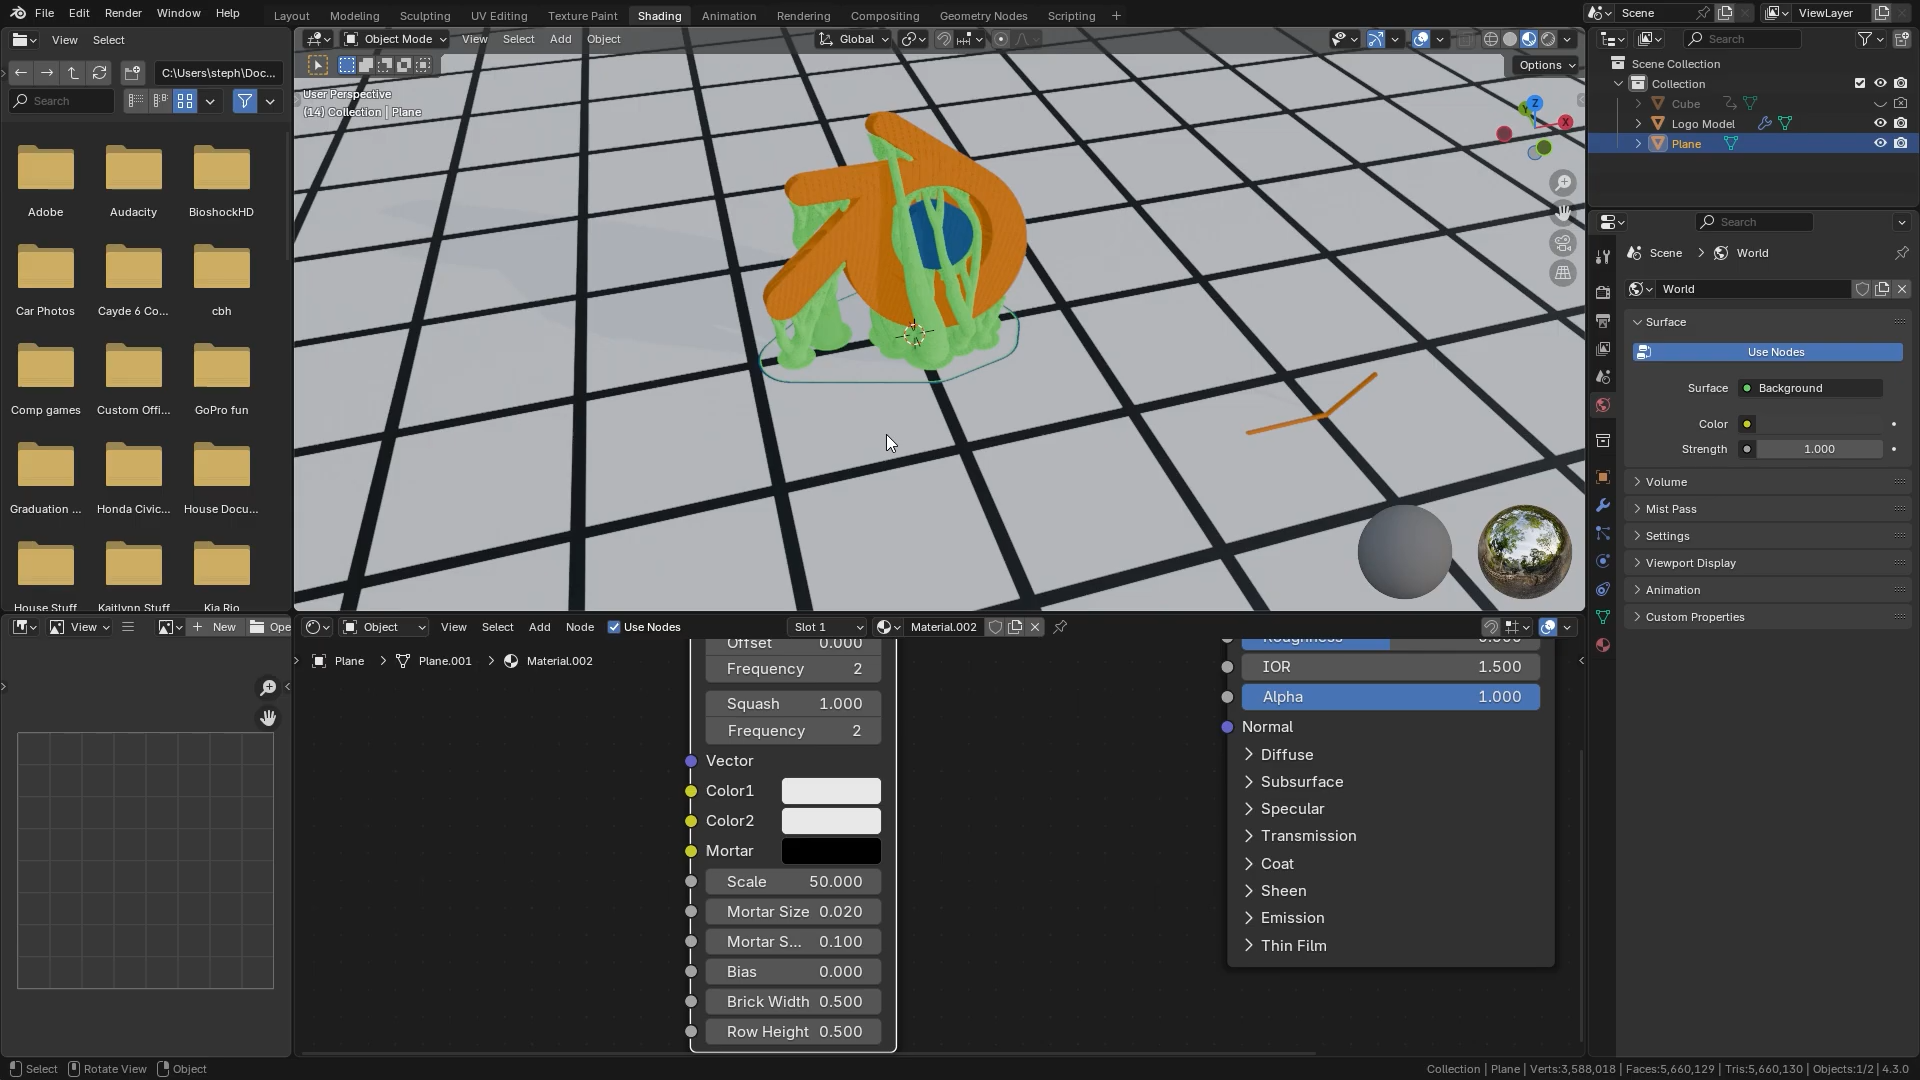 File Edit Render Window Help
Layout Modeling Sculpting UV Editing Texture Paint Shading Animation Rendering Compositing Geometry Nodes Scripting +
Scene
ViewLayer
View Select
C:\Users\steph\Doc...
Search
Adobe Audacity BioshockHD
Car Photos Cayde 6 Co... cbh
Comp games Custom Offi... GoPro fun
Graduation ... Honda Civic... House Docu...
House Stuff Kaitlynn Stuff Kia Rio
Object Mode View Select Add Object
Global
Options
User Perspective
(14) Collection | Plane
Z
Y
X
Search
Scene Collection
Collection
Cube
Logo Model
Plane
Search
Scene > World
World
Surface
Use Nodes
Surface Background
Color
Strength 1.000
Volume
Mist Pass
Settings
Viewport Display
Animation
Custom Properties
View
New
Ope
Object View Select Add Node Use Nodes Slot 1 Material.002
Plane > Plane.001 > Material.002
Offset 0.000
Frequency 2
Squash 1.000
Frequency 2
Vector
Color1
Color2
Mortar
Scale 50.000
Mortar Size 0.020
Mortar S... 0.100
Bias 0.000
Brick Width 0.500
Row Height 0.500
Roughness 0.500
IOR 1.500
Alpha 1.000
Normal
Diffuse
Subsurface
Specular
Transmission
Coat
Sheen
Emission
Thin Film
Select Rotate View Object
Collection | Plane | Verts:3,588,018 | Faces:5,660,129 | Tris:5,660,130 | Objects:1/2 | 4.3.0